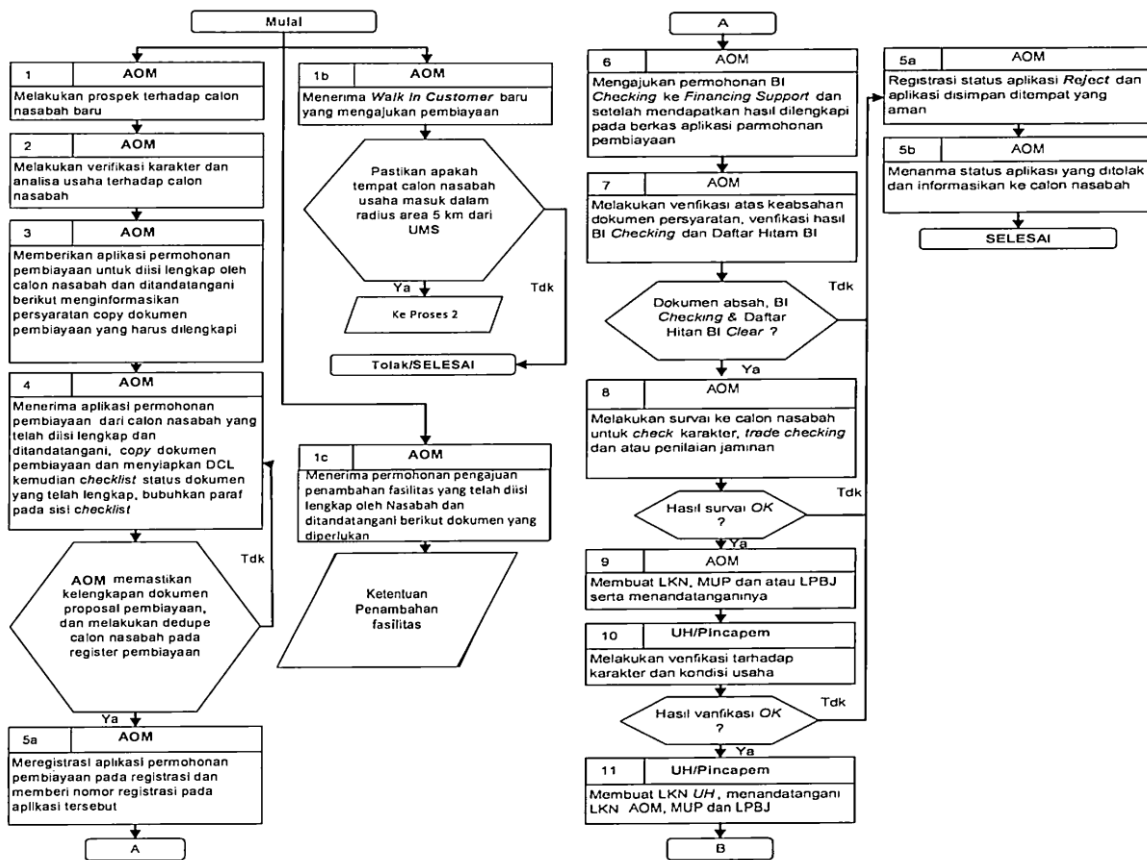 Mulai
1 AOM
Melakukan prospek terhadap calon
nasabah baru
2 AOM
Melakukan verifikasi karakter dan
analisa usaha terhadap calon
nasabah
3 AOM
Memberikan aplikasi permohonan
pembiayaan untuk diisi lengkap oleh
calon nasabah dan ditandatangani
berikut menginformasikan
persyaratan copy dokumen
pembiayaan yang harus dilengkapi
4 AOM
Menerima aplikasi permohonan
pembiayaan dari calon nasabah yang
telah diisi lengkap dan
ditandatangani, copy dokumen
pembiayaan dan menyiapkan DCL
kemudian checklist status dokumen
yang telah lengkap, bubuhkan paraf
pada sisi checklist
Tdk
AOM memastikan
kelengkapan dokumen
proposal pembiayaan,
dan melakukan dedupe
calon nasabah pada
register pembiayaan
Ya
5a AOM
Meregistrasi aplikasi permohonan
pembiayaan pada registrasi dan
memberi nomor registrasi pada
aplikasi tersebut
A
1b AOM
Menerima Walk In Customer baru
yang mengajukan pembiayaan
Pastikan apakah
tempat calon nasabah
usaha masuk dalam
radius area 5 km dari
UMS
Ya
Tdk
Ke Proses 2
Tolak/SELESAI
1c AOM
Menerima permohonan pengajuan
penambahan fasilitas yang telah diisi
lengkap oleh Nasabah dan
ditandatangani berikut dokumen yang
diperlukan
Ketentuan
Penambahan
fasilitas
A
6 AOM
Mengajukan permohonan BI
Checking ke Financing Support dan
setelah mendapatkan hasil dilengkapi
pada berkas aplikasi parmohonan
pembiayaan
7 AOM
Melakukan venfikasi atas keabsahan
dokumen persyaratan, venfikasi hasil
BI Checking dan Daftar Hitam BI
Tdk
Dokumen absah, BI
Checking & Daftar
Hitan BI Clear ?
Ya
8 AOM
Melakukan survai ke calon nasabah
untuk check karakter, trade checking
dan atau penilaian jaminan
Tdk
Hasil survai OK
?
Ya
9 AOM
Membuat LKN, MUP dan atau LPBJ
serta menandatanganinya
10 UH/Pincapem
Melakukan venfikasi tarhadap
karakter dan kondisi usaha
Tdk
Hasil vanfikasi OK
?
Ya
11 UH/Pincapem
Membuat LKN UH, menandatangani
LKN AOM, MUP dan LPBJ
B
5a AOM
Registrasi status aplikasi Reject dan
aplikasi disimpan ditempat yang
aman
5b AOM
Menanma status aplikasi yang ditolak
dan informasikan ke calon nasabah
SELESAI